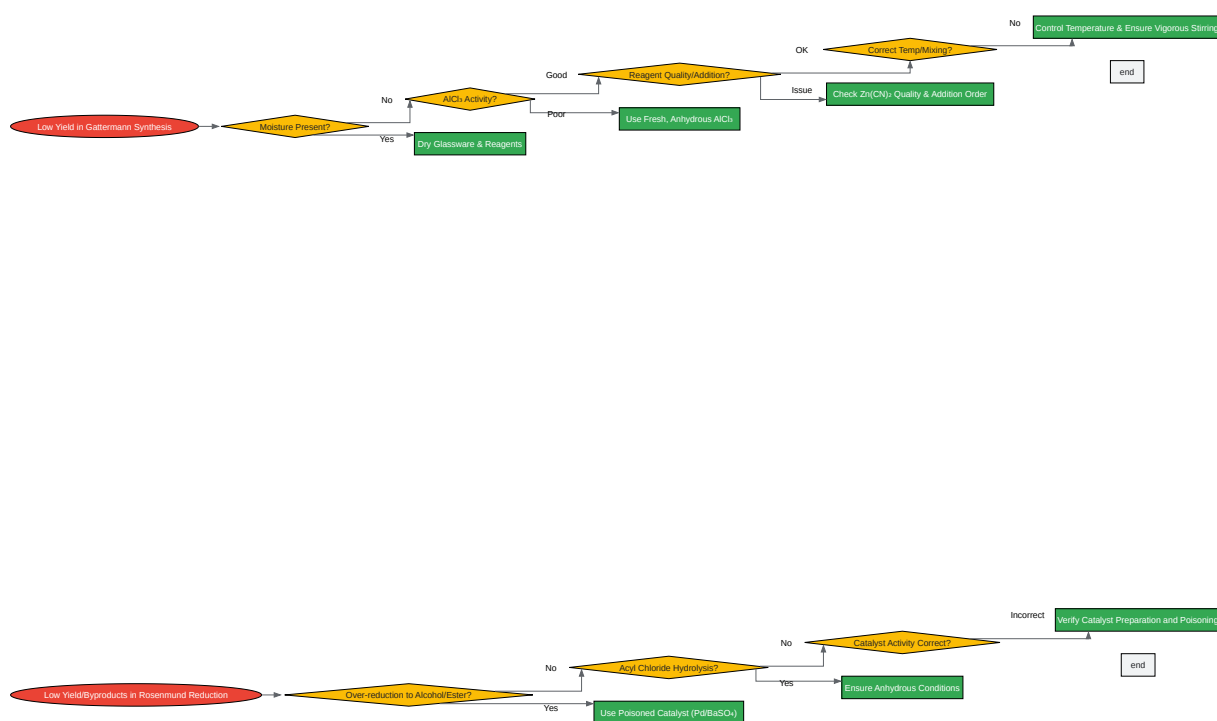 No
Control Temperature & Ensure Vigorous Stirring
OK
Correct Temp/Mixing?
end
Good
Reagent Quality/Addition?
Issue
Check Zn(CN)₂ Quality & Addition Order
No
AlCl₃ Activity?
Poor
Use Fresh, Anhydrous AlCl₃
Low Yield in Gattermann Synthesis
Moisture Present?
Yes
Dry Glassware & Reagents
Incorrect
Verify Catalyst Preparation and Poisoning
No
Catalyst Activity Correct?
end
No
Acyl Chloride Hydrolysis?
Yes
Ensure Anhydrous Conditions
Low Yield/Byproducts in Rosenmund Reduction
Over-reduction to Alcohol/Ester?
Yes
Use Poisoned Catalyst (Pd/BaSO₄)